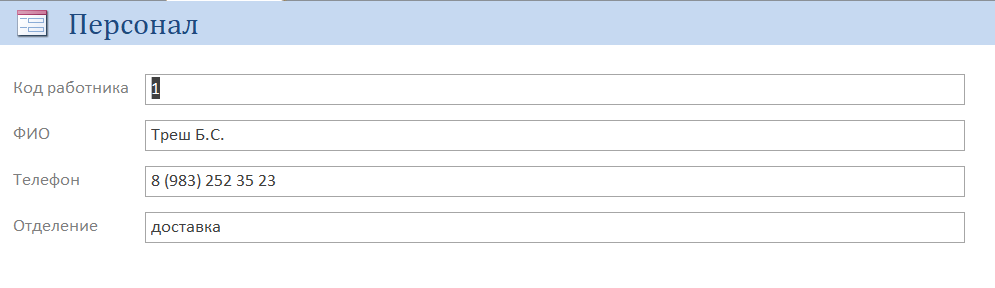 Персонал
Код работника 1
ФИО Треш Б.С.
Телефон 8 (983) 252 35 23
Отделение доставка